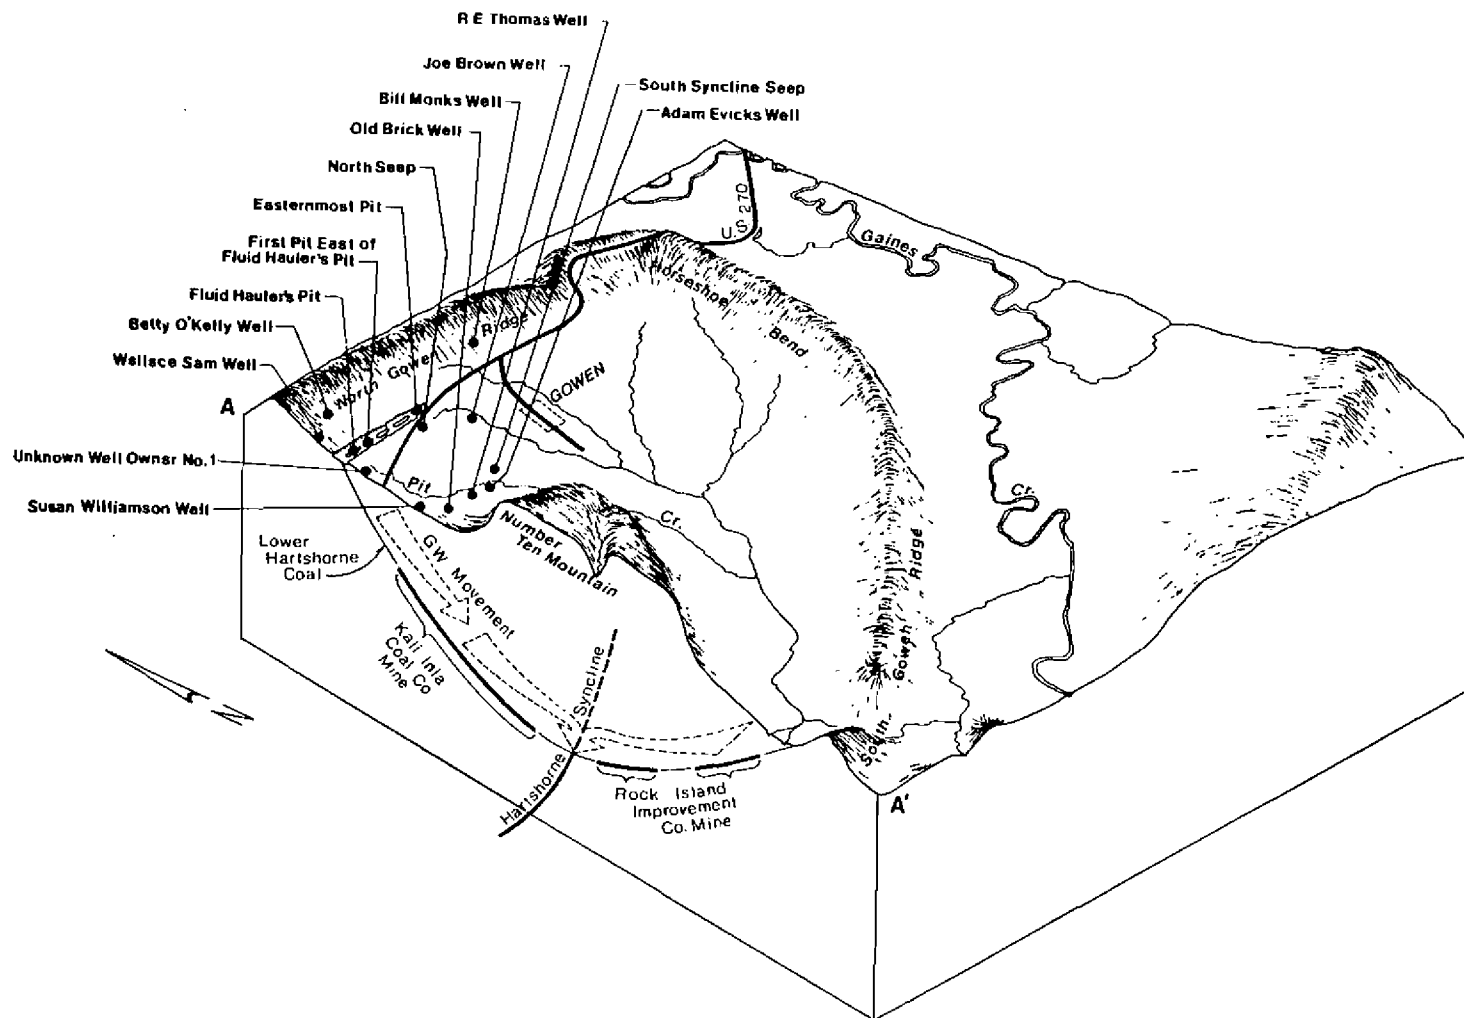 R E Thomas Well
Joe Brown Well
South Syncline Seep
Bill Monks Well
Adam Evicks Well
Old Brick Well
North Seep
Easternmost Pit
First Pit East of
Fluid Hauler's Pit
Fluid Hauler's Pit
Betty O'Kelly Well
Wallace Sam Well
Unknown Well Owner No.1
Susan Williamson Well
A
North Gowen Ridge
U.S. 270
Gaines
Cr.
Horseshoe
Bend
GOWEN
Pit
Cr.
Number
Ten Mountain
South
Gowen
Ridge
Lower
Hartshorne
Coal
GW Movement
Kali Inla
Coal Co
Mine
Hartshorne
Syncline
Rock Island
Improvement
Co. Mine
A'
N